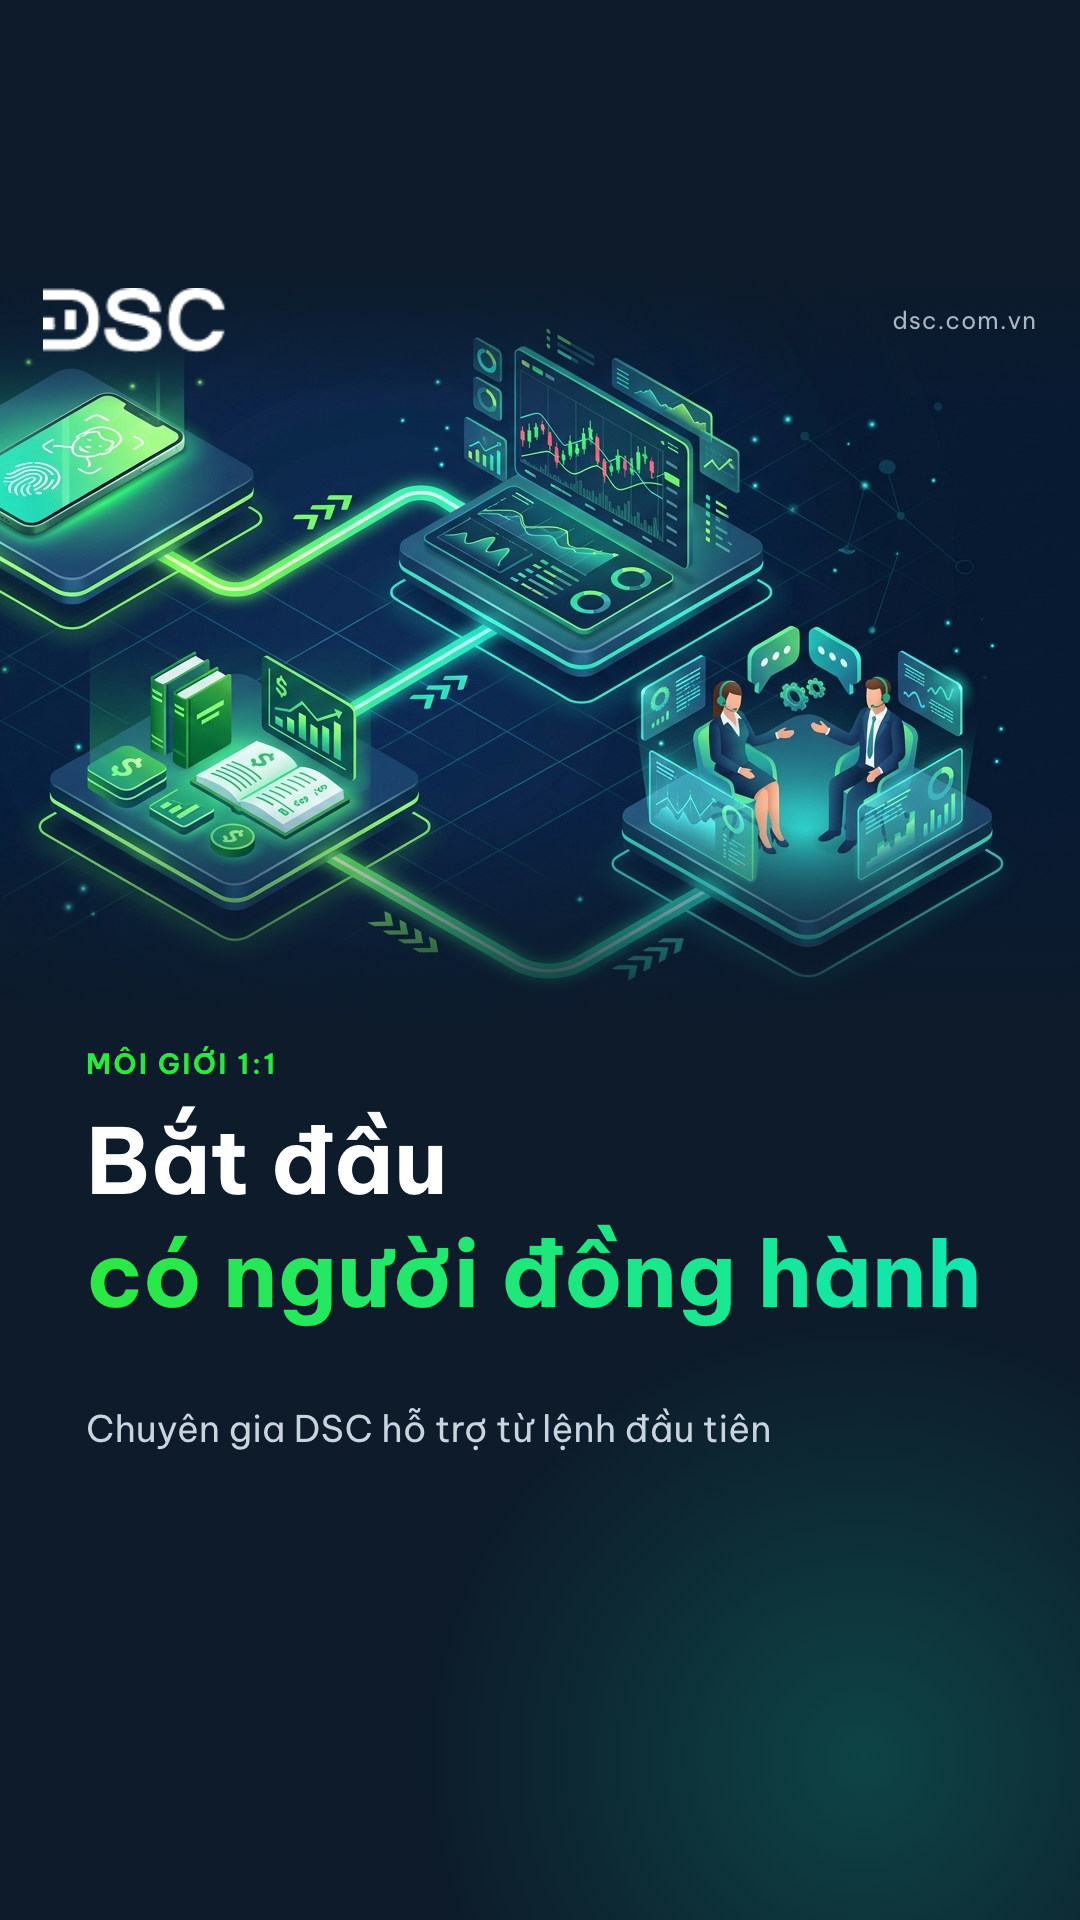 DSC
dsc.com.vn
MÔI GIỚI 1:1
Bắt đầu
có người đồng hành
Chuyên gia DSC hỗ trợ từ lệnh đầu tiên